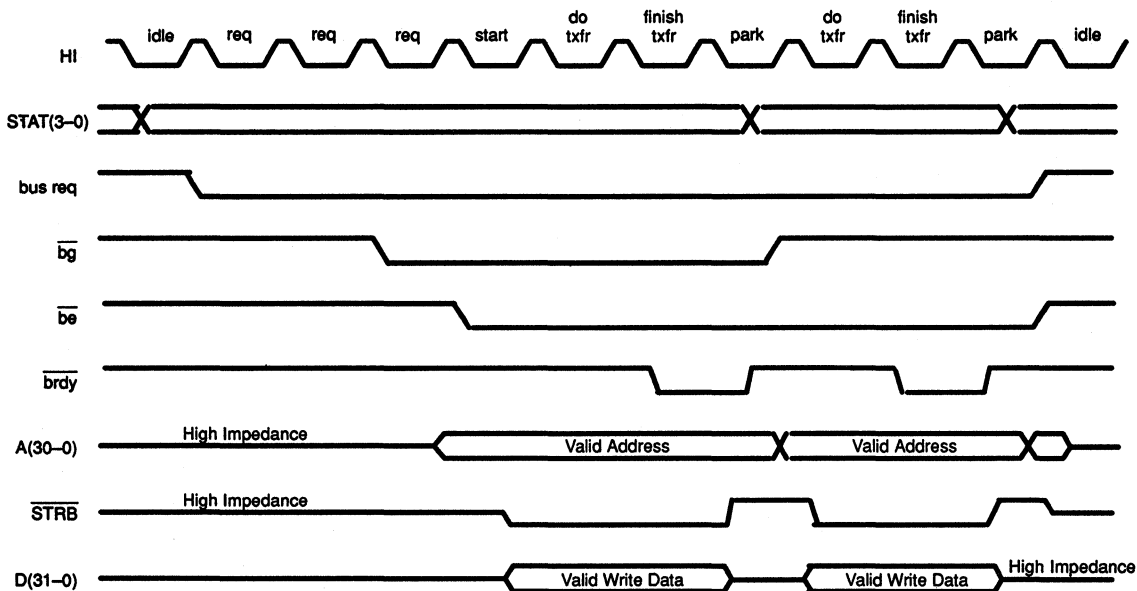 do finish do finish
idle req req req start txfr txfr park txfr txfr park idle
HI
STAT(3–0)
bus req
bg
be
brdy
High Impedance
A(30–0) Valid Address Valid Address
High Impedance
STRB
D(31–0) Valid Write Data Valid Write Data High Impedance